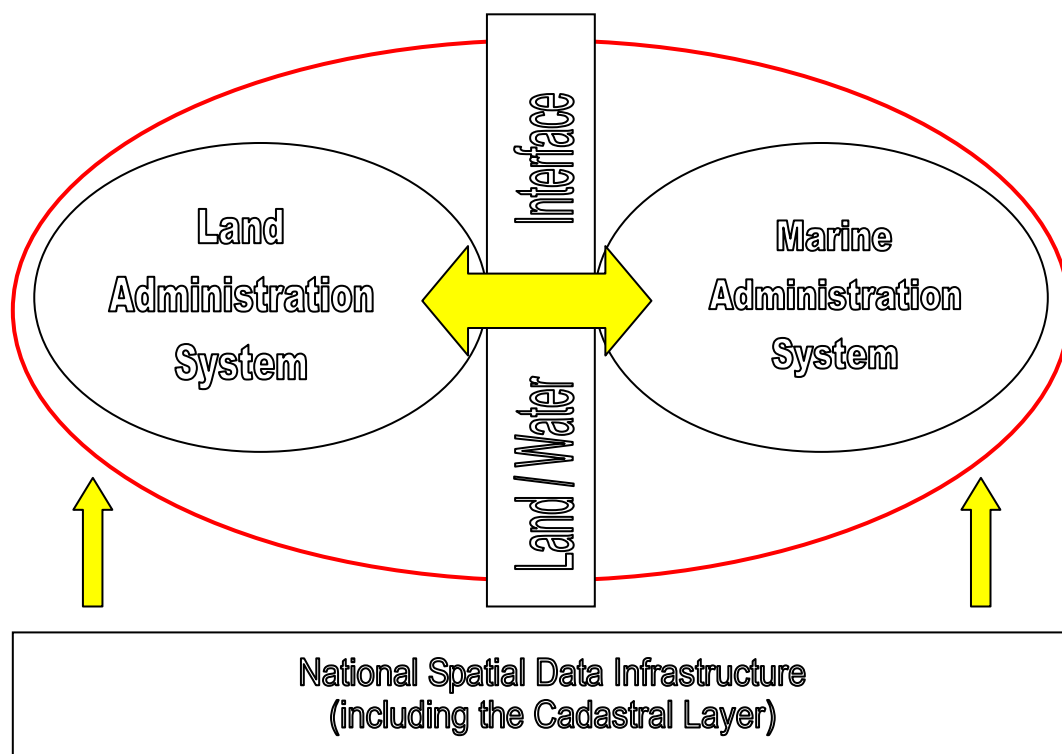 Land
Administration
System
Land / Water Interface
Marine
Administration
System
National Spatial Data Infrastructure
(including the Cadastral Layer)